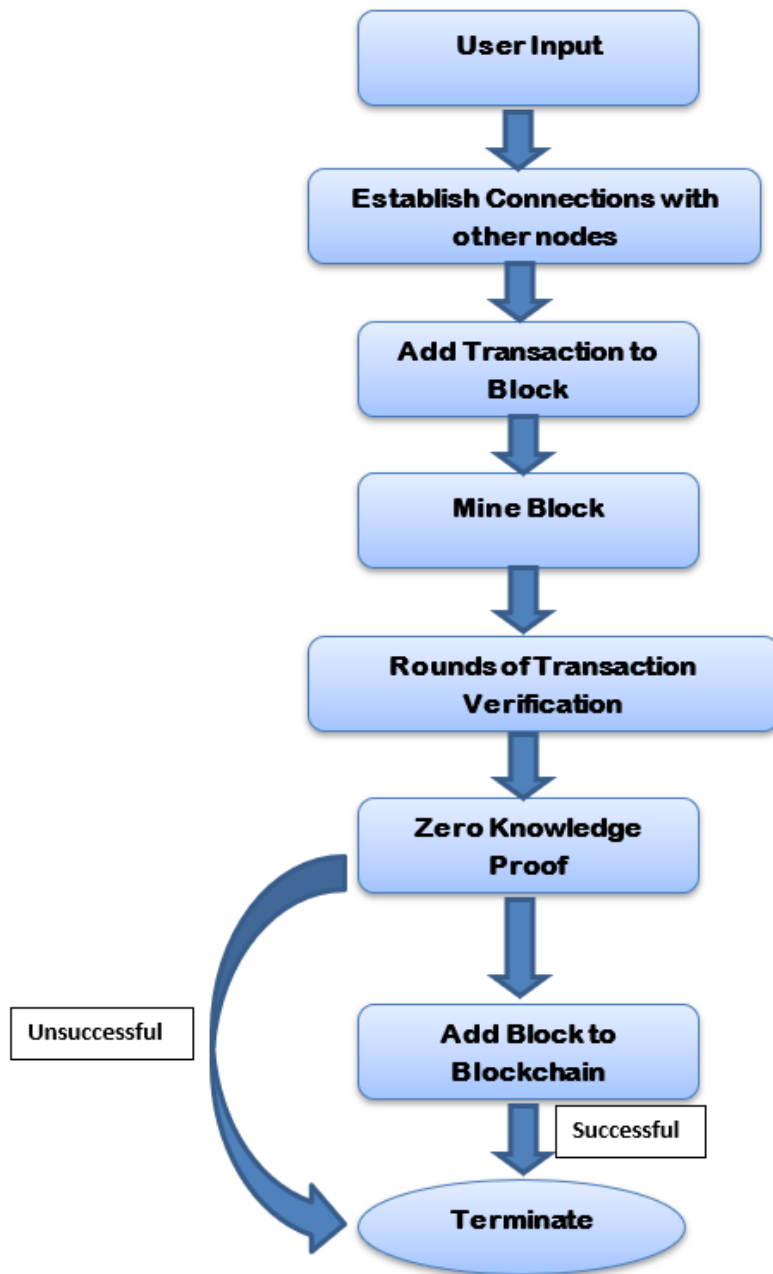 User Input
Establish Connections with
other nodes
Add Transaction to
Block
Mine Block
Rounds of Transaction
Verification
Zero Knowledge
Proof
Unsuccessful
Add Block to
Blockchain
Successful
Terminate